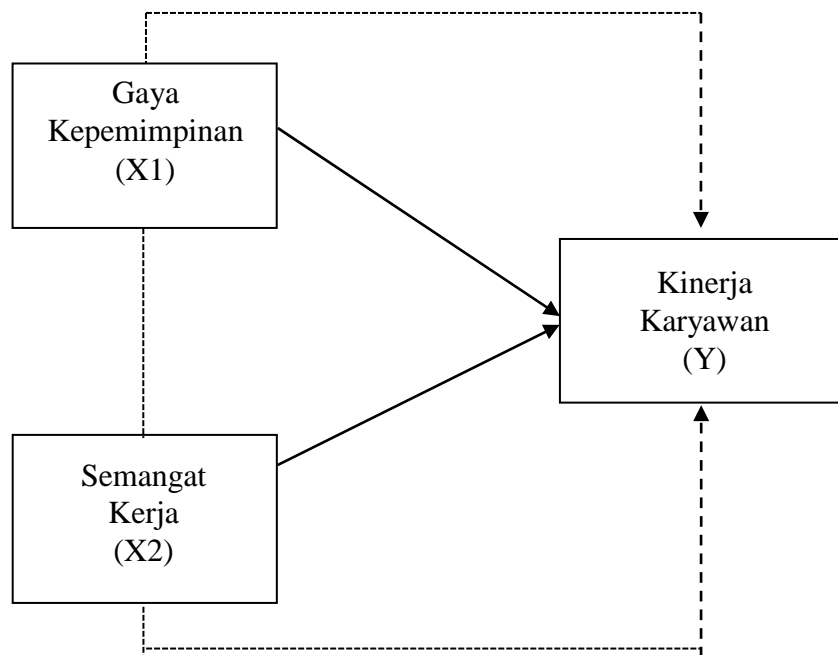 Gaya
Kepemimpinan
(X1)
Kinerja
Karyawan
(Y)
Semangat
Kerja
(X2)